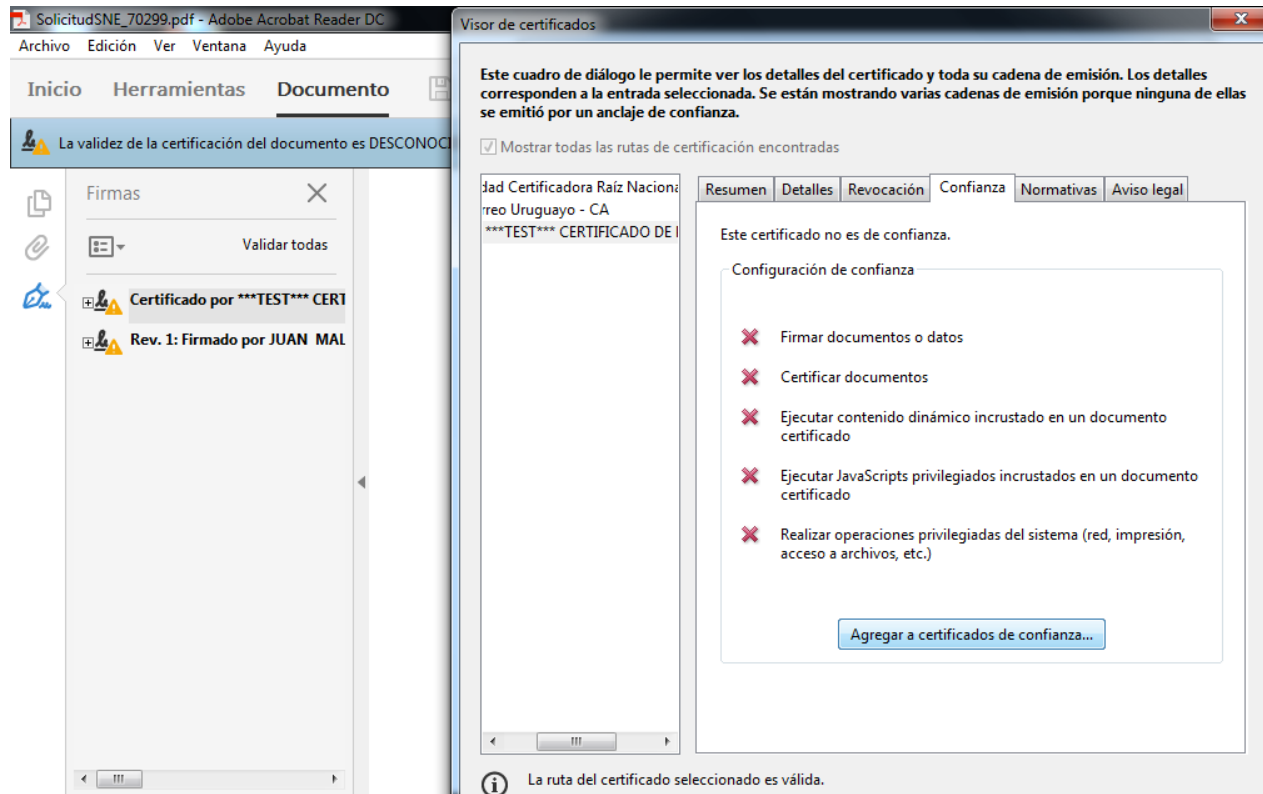 SolicitudSNE_70299.pdf - Adobe Acrobat Reader DC
Archivo Edición Ver Ventana Ayuda
Inicio Herramientas Documento
La validez de la certificación del documento es DESCONOCI
Firmas
Validar todas
Certificado por ***TEST*** CERT
Rev. 1: Firmado por JUAN MAL
Visor de certificados
Este cuadro de diálogo le permite ver los detalles del certificado y toda su cadena de emisión. Los detalles
corresponden a la entrada seleccionada. Se están mostrando varias cadenas de emisión porque ninguna de ellas
se emitió por un anclaje de confianza.
Mostrar todas las rutas de certificación encontradas
dad Certificadora Raíz Naciona
rreo Uruguayo - CA
***TEST*** CERTIFICADO DE
Resumen Detalles Revocación Confianza Normativas Aviso legal
Este certificado no es de confianza.
Configuración de confianza
Firmar documentos o datos
Certificar documentos
Ejecutar contenido dinámico incrustado en un documento
certificado
Ejecutar JavaScripts privilegiados incrustados en un documento
certificado
Realizar operaciones privilegiadas del sistema (red, impresión,
acceso a archivos, etc.)
Agregar a certificados de confianza...
La ruta del certificado seleccionado es válida.